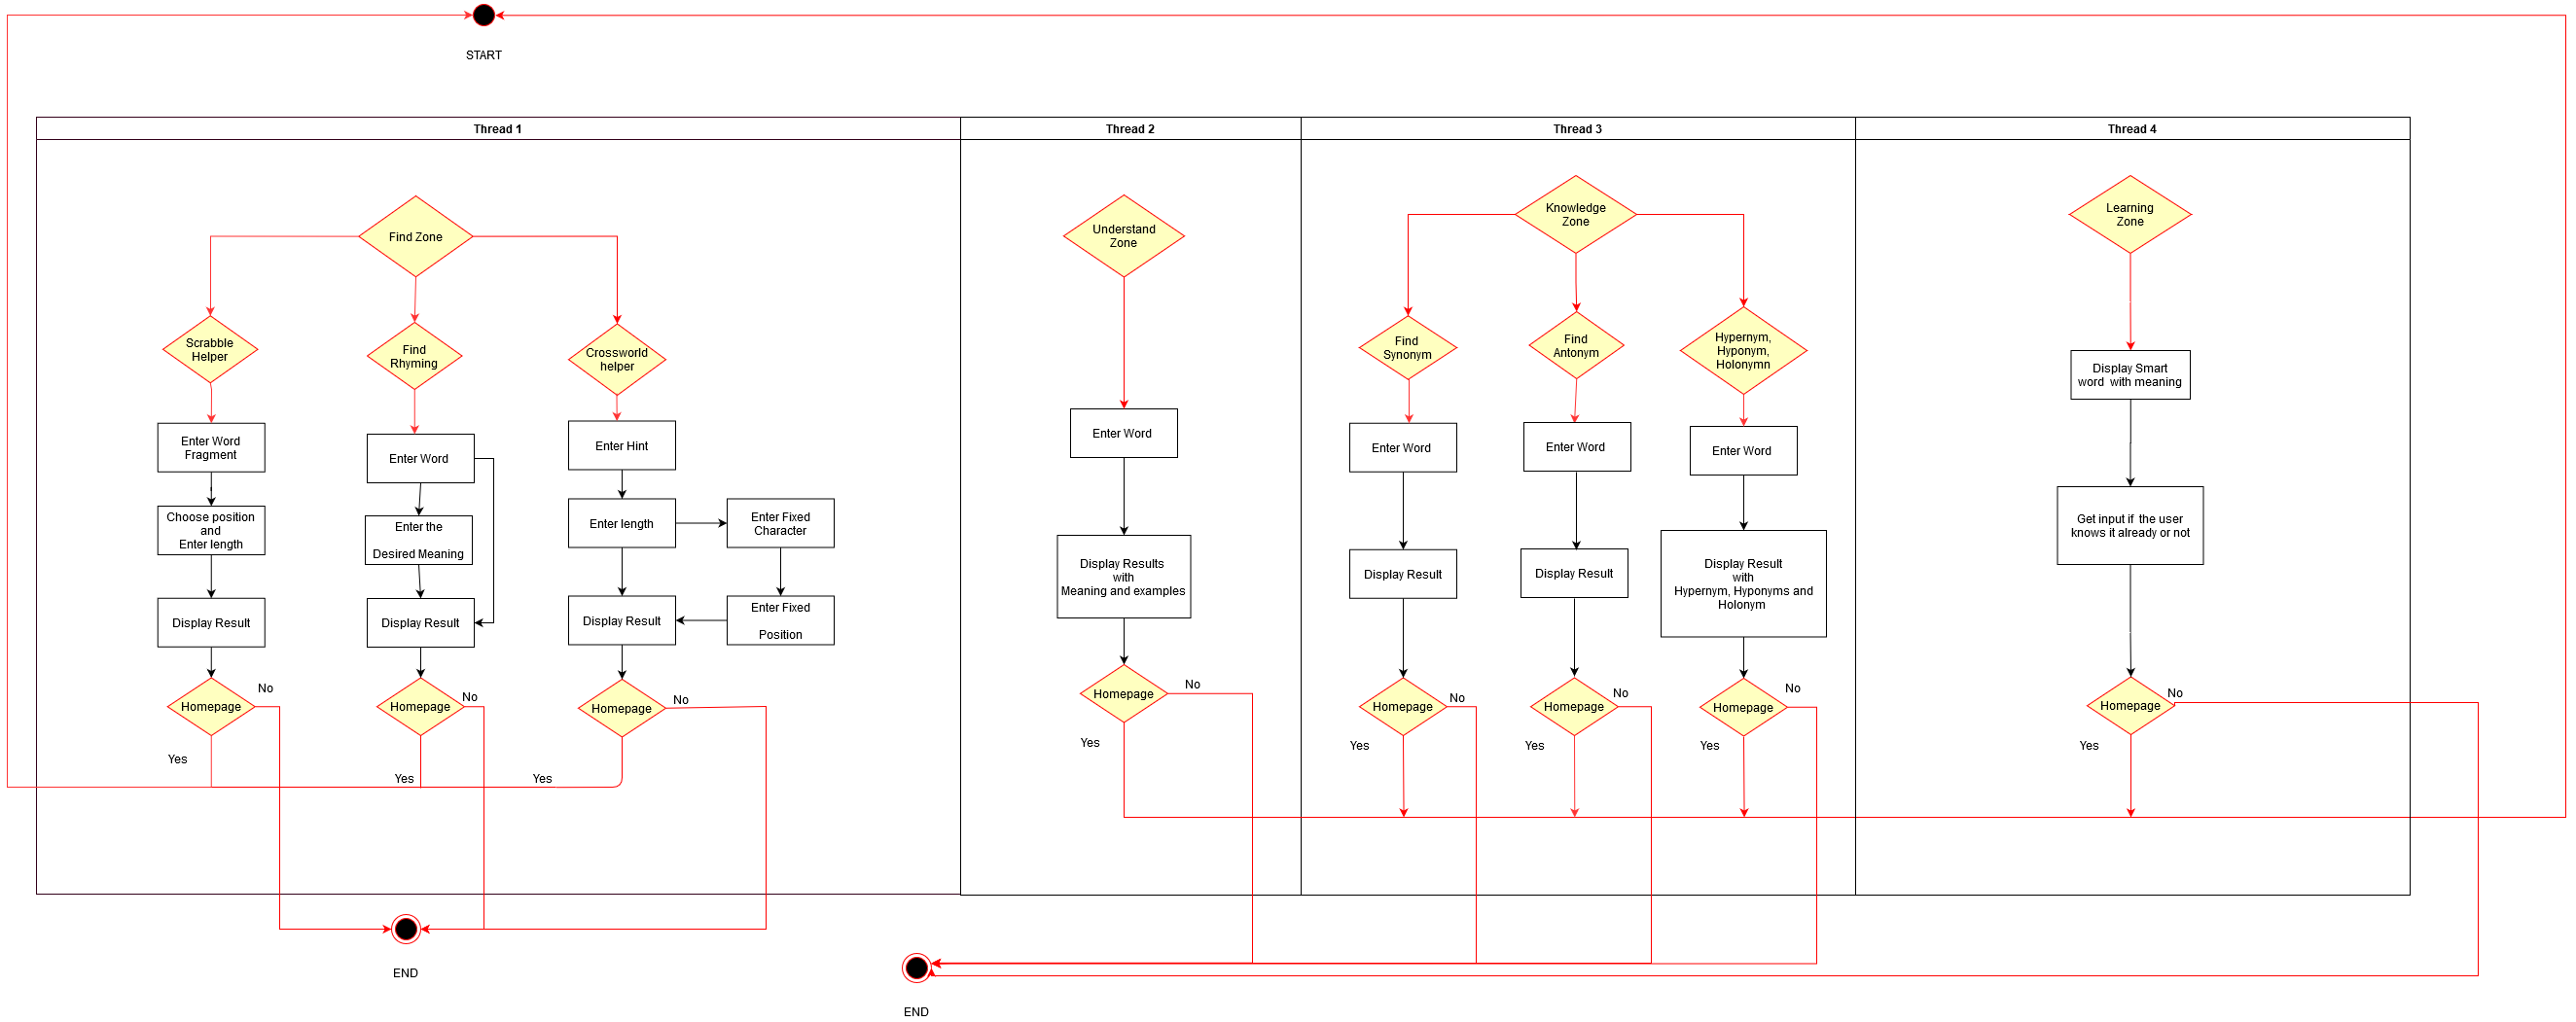 START
Thread 1
Thread 2
Thread 3
Thread 4
Find Zone
Scrabble
Helper
Find
Rhyming
Crossworld
helper
Enter Word
Fragment
Choose position
and
Enter length
Display Result
Homepage
No
Yes
Enter Word
Enter the
Desired Meaning
Display Result
Homepage
No
Yes
Enter Hint
Enter length
Enter Fixed
Character
Enter Fixed
Position
Display Result
Homepage
No
Yes
END
Understand
Zone
Enter Word
Display Results
with
Meaning and examples
Homepage
No
Yes
Knowledge
Zone
Find
Synonym
Enter Word
Display Result
Homepage
No
Yes
Find
Antonym
Enter Word
Display Result
Homepage
No
Yes
Hypernym,
Hyponym,
Holonymn
Enter Word
Display Result
with
Hypernym, Hyponyms and
Holonym
Homepage
No
Yes
Learning
Zone
Display Smart
word with meaning
Get input if the user
knows it already or not
Homepage
No
Yes
END